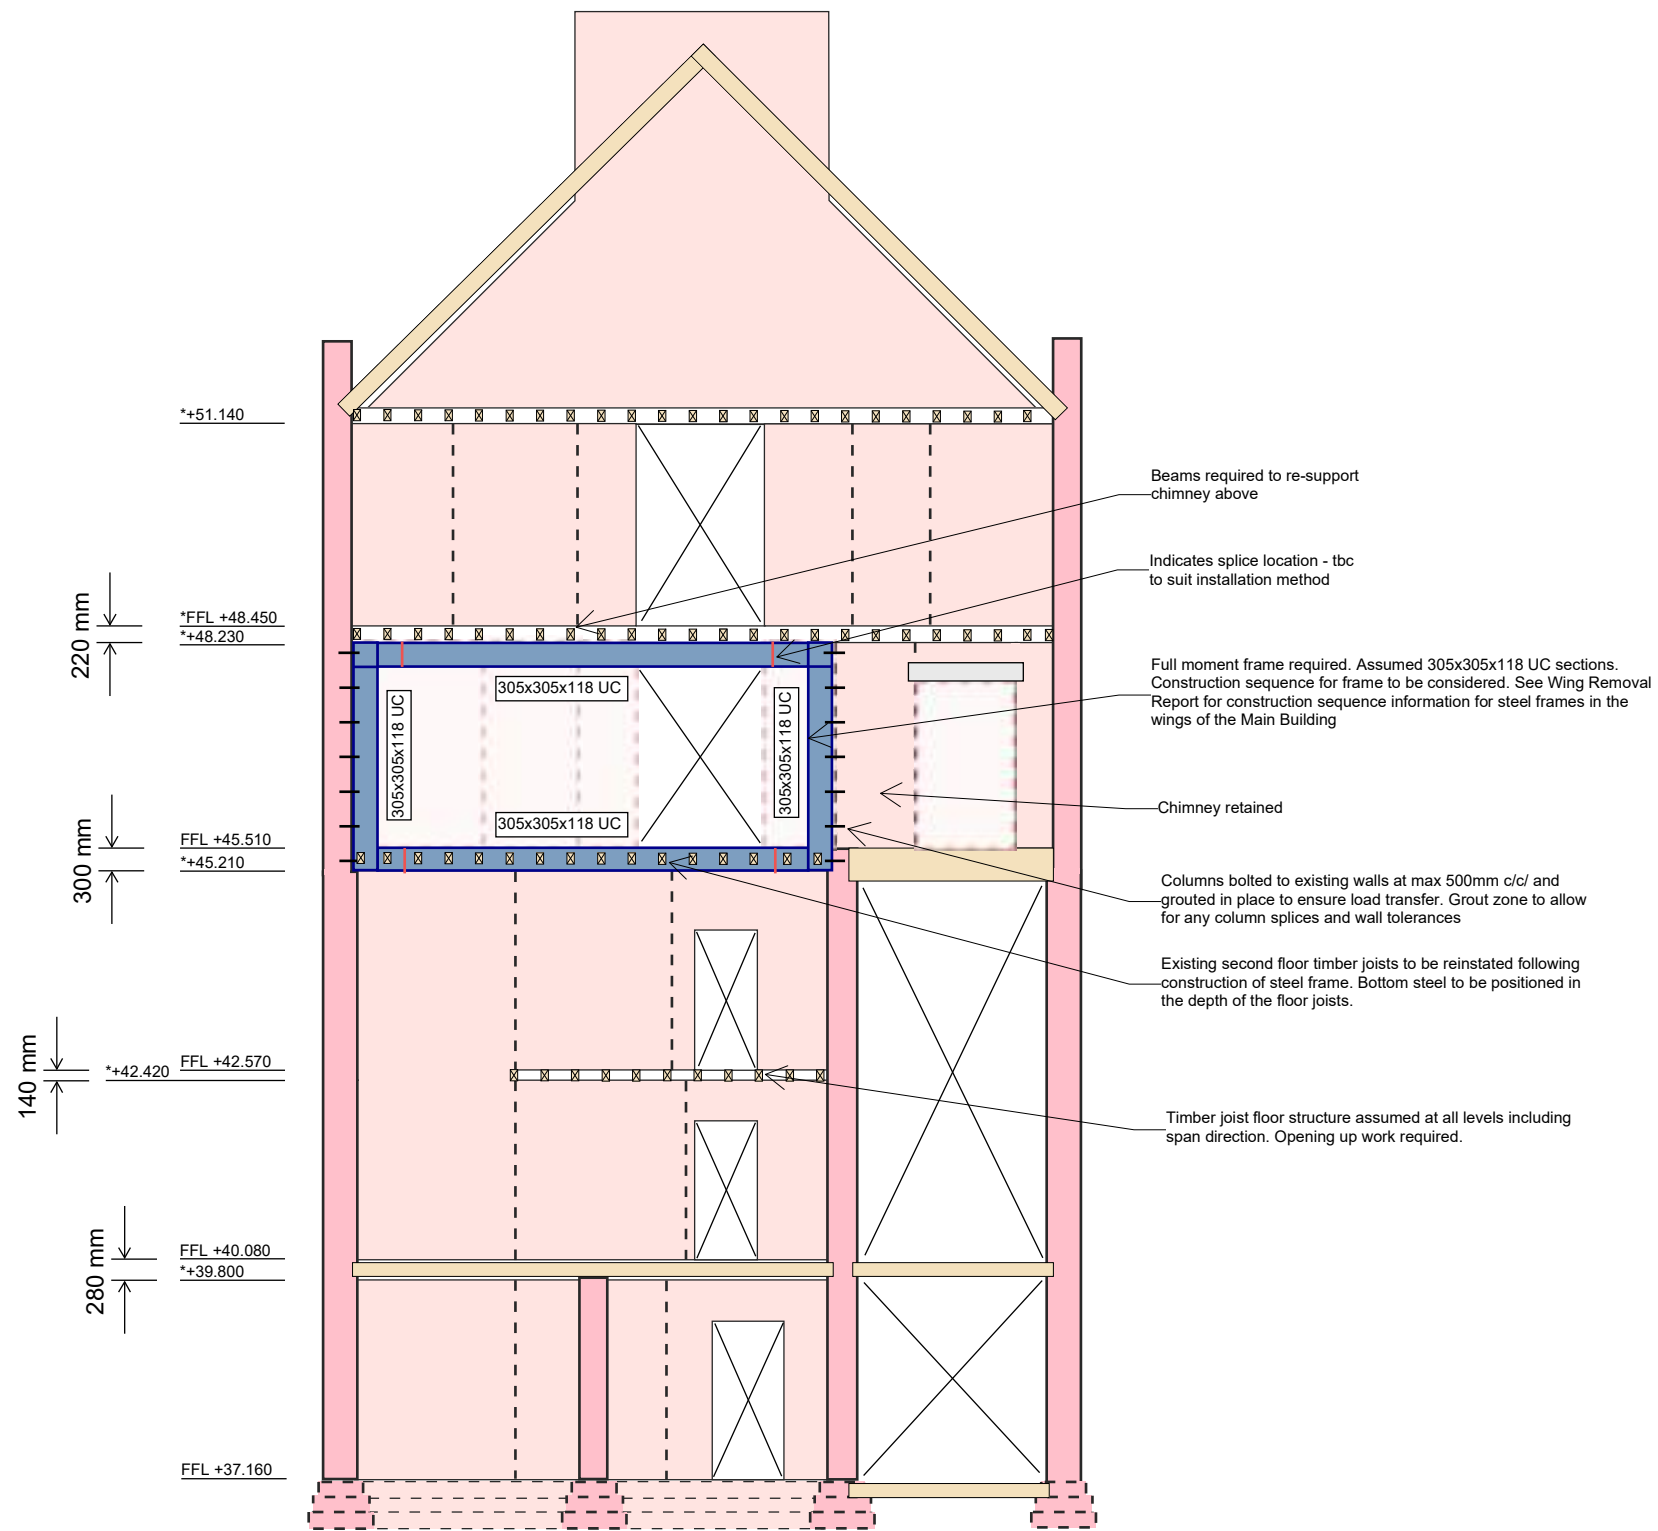 *+51.140
Beams required to re-support
chimney above
Indicates splice location - tbc
to suit installation method
220 mm
*FFL +48.450
*+48.230
Full moment frame required. Assumed 305x305x118 UC sections.
Construction sequence for frame to be considered. See Wing Removal
Report for construction sequence information for steel frames in the
wings of the Main Building
305x305x118 UC
305x305x118 UC
305x305x118 UC
305x305x118 UC
Chimney retained
300 mm
FFL +45.510
*+45.210
Columns bolted to existing walls at max 500mm c/c/ and
grouted in place to ensure load transfer. Grout zone to allow
for any column splices and wall tolerances
Existing second floor timber joists to be reinstated following
construction of steel frame. Bottom steel to be positioned in
the depth of the floor joists.
140 mm
*+42.420
FFL +42.570
Timber joist floor structure assumed at all levels including
span direction. Opening up work required.
280 mm
FFL +40.080
*+39.800
FFL +37.160